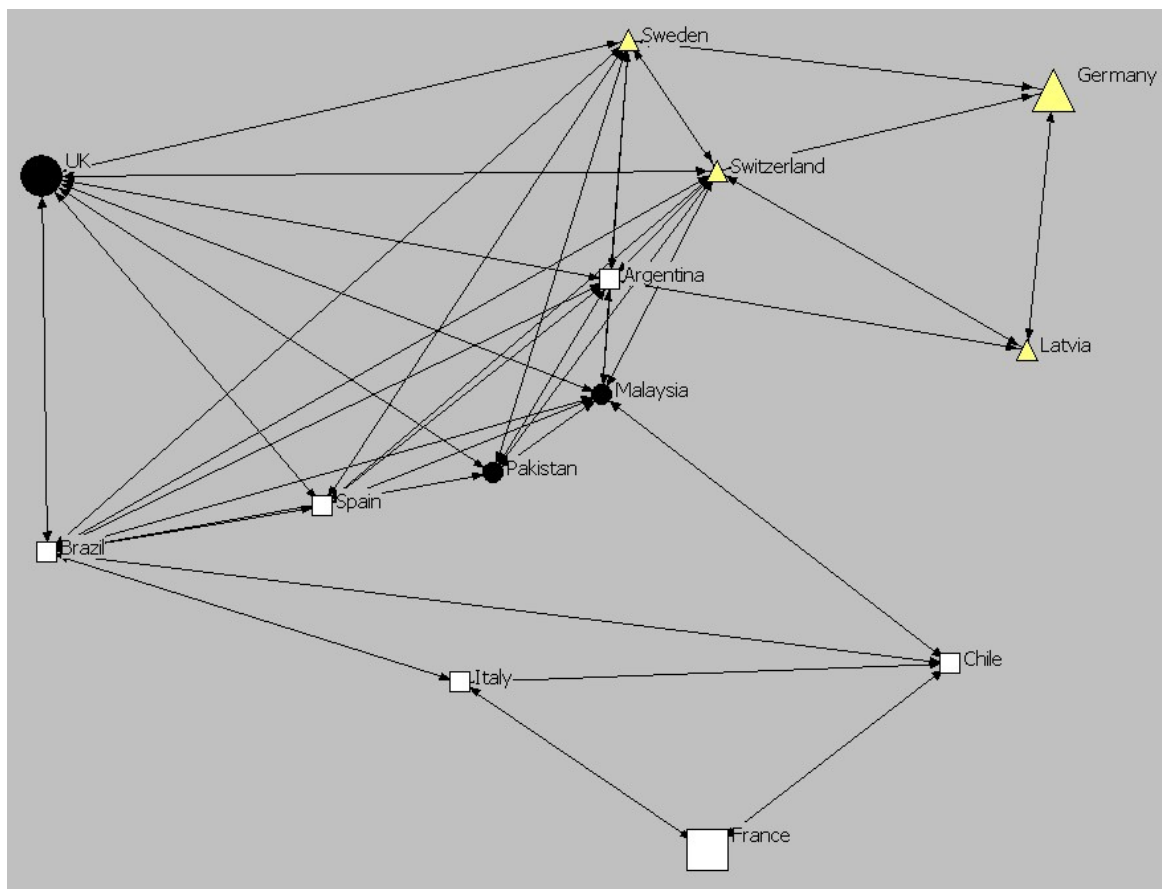 Sweden
Germany
UK
Switzerland
Argentina
Latvia
Malaysia
Pakistan
Spain
Brazil
Chile
Italy
France